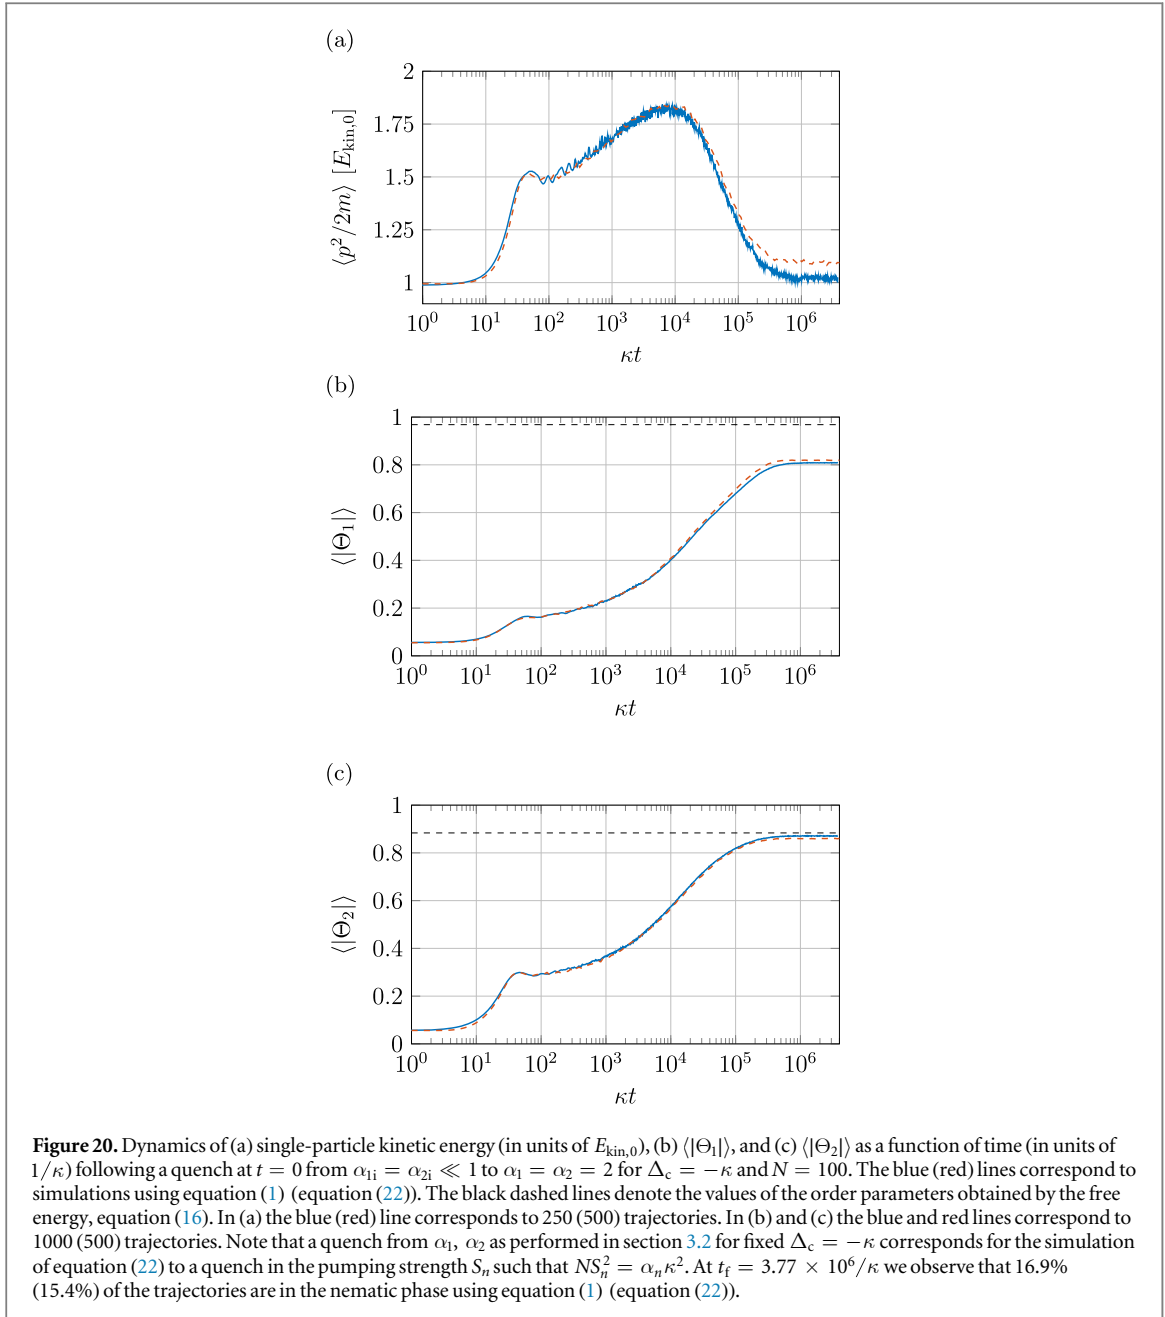 (a)
2
1.75
1.5
1.25
1
⟨p²/2m⟩ [E_kin,0]
10⁰ 10¹ 10² 10³ 10⁴ 10⁵ 10⁶
κt
(b)
1
0.8
0.6
0.4
0.2
0
⟨|Θ₁|⟩
10⁰ 10¹ 10² 10³ 10⁴ 10⁵ 10⁶
κt
(c)
1
0.8
0.6
0.4
0.2
0
⟨|Θ₂|⟩
10⁰ 10¹ 10² 10³ 10⁴ 10⁵ 10⁶
κt
Figure 20. Dynamics of (a) single-particle kinetic energy (in units of E_kin,0), (b) ⟨|Θ₁|⟩, and (c) ⟨|Θ₂|⟩ as a function of time (in units of
1/κ) following a quench at t = 0 from α₁ᵢ = α₂ᵢ ≪ 1 to α₁ = α₂ = 2 for Δ_c = −κ and N = 100. The blue (red) lines correspond to
simulations using equation (1) (equation (22)). The black dashed lines denote the values of the order parameters obtained by the free
energy, equation (16). In (a) the blue (red) line corresponds to 250 (500) trajectories. In (b) and (c) the blue and red lines correspond to
1000 (500) trajectories. Note that a quench from α₁, α₂ as performed in section 3.2 for fixed Δ_c = −κ corresponds for the simulation
of equation (22) to a quench in the pumping strength Sₙ such that NSₙ² = αₙκ². At t_f = 3.77 × 10⁶/κ we observe that 16.9%
(15.4%) of the trajectories are in the nematic phase using equation (1) (equation (22)).